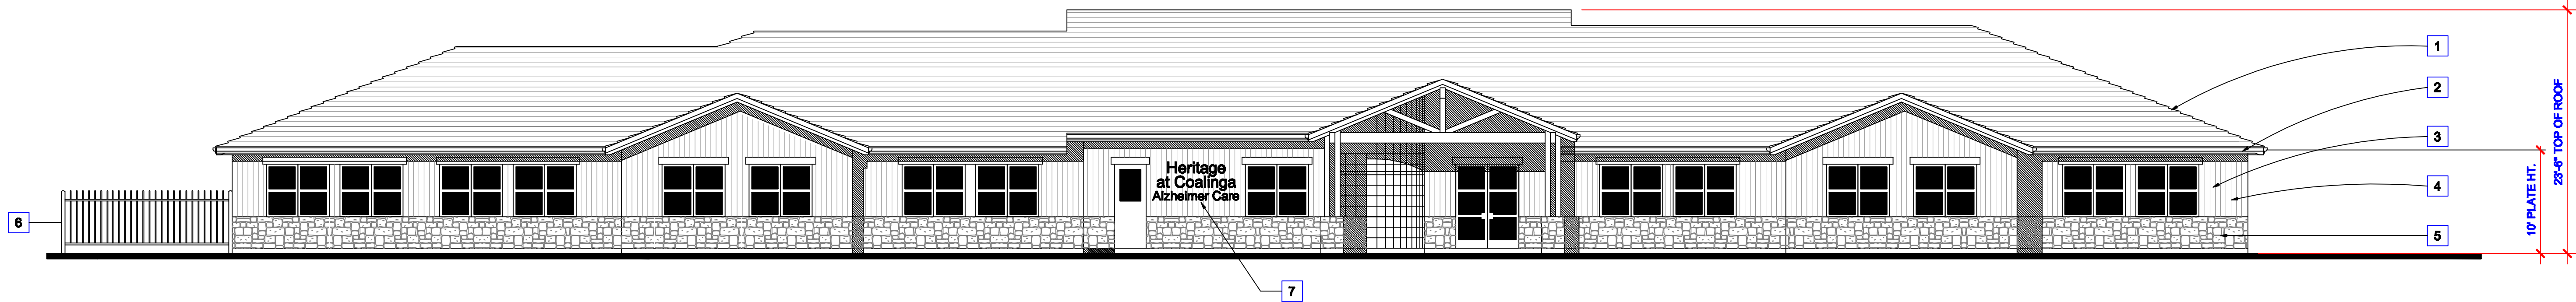 1
2
3
4
5
6
7
Heritage
at Coalinga
Alzheimer Care
10' PLATE HT.
23'-6" TOP OF ROOF